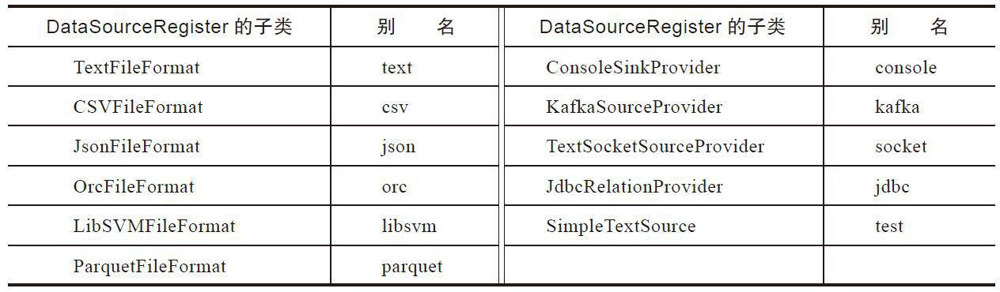 DataSourceRegister 的子类 别 名 DataSourceRegister 的子类 别 名
TextFileFormat text ConsoleSinkProvider console
CSVFileFormat csv KafkaSourceProvider kafka
JsonFileFormat json TextSocketSourceProvider socket
OrcFileFormat orc JdbcRelationProvider jdbc
LibSVMFileFormat libsvm SimpleTextSource test
ParquetFileFormat parquet